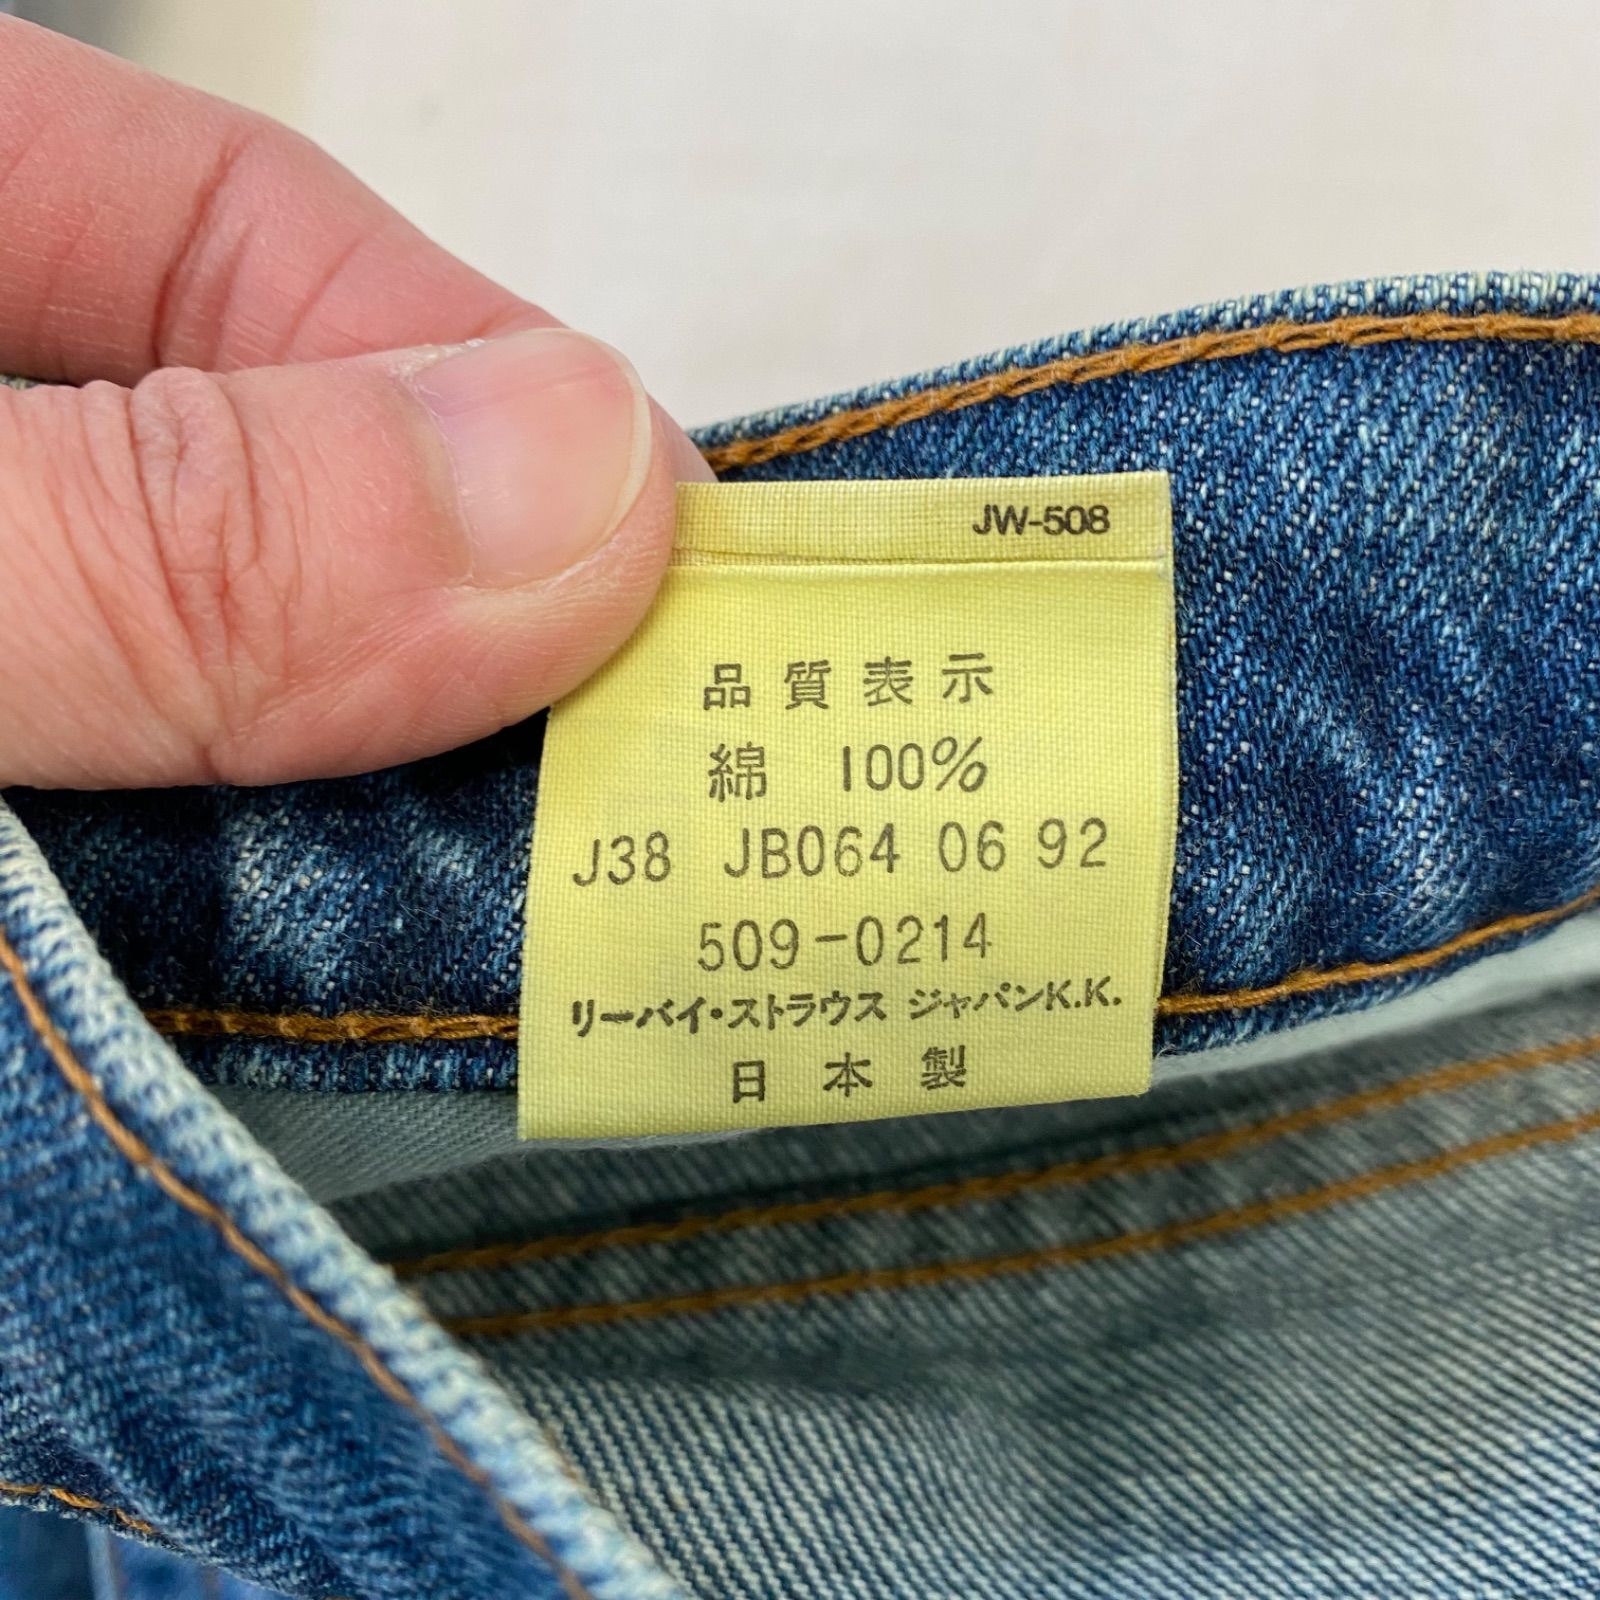 JW-508
品質表示
綿 100%
J38 JB064 06 92
509-0214
リーバイ・ストラウス ジャパンK.K.
日本製